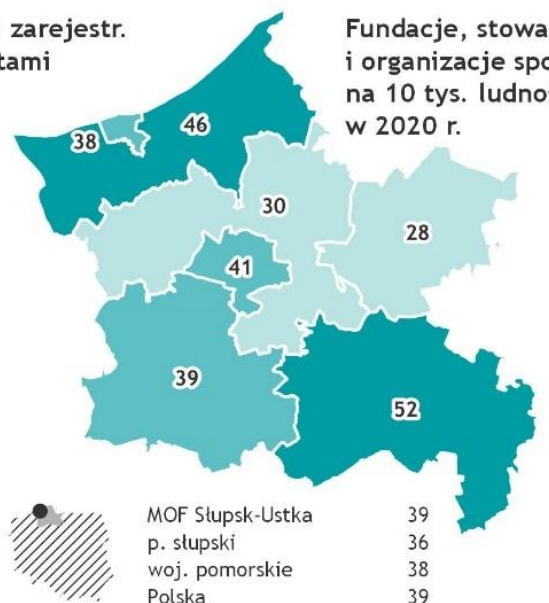 zarejestr.
tami
Fundacje, stowa
i organizacje spo
na 10 tys. ludnoś
w 2020 r.
46
38
30
28
41
39
52
MOF Słupsk-Ustka 39
p. słupski 36
woj. pomorskie 38
Polska 39